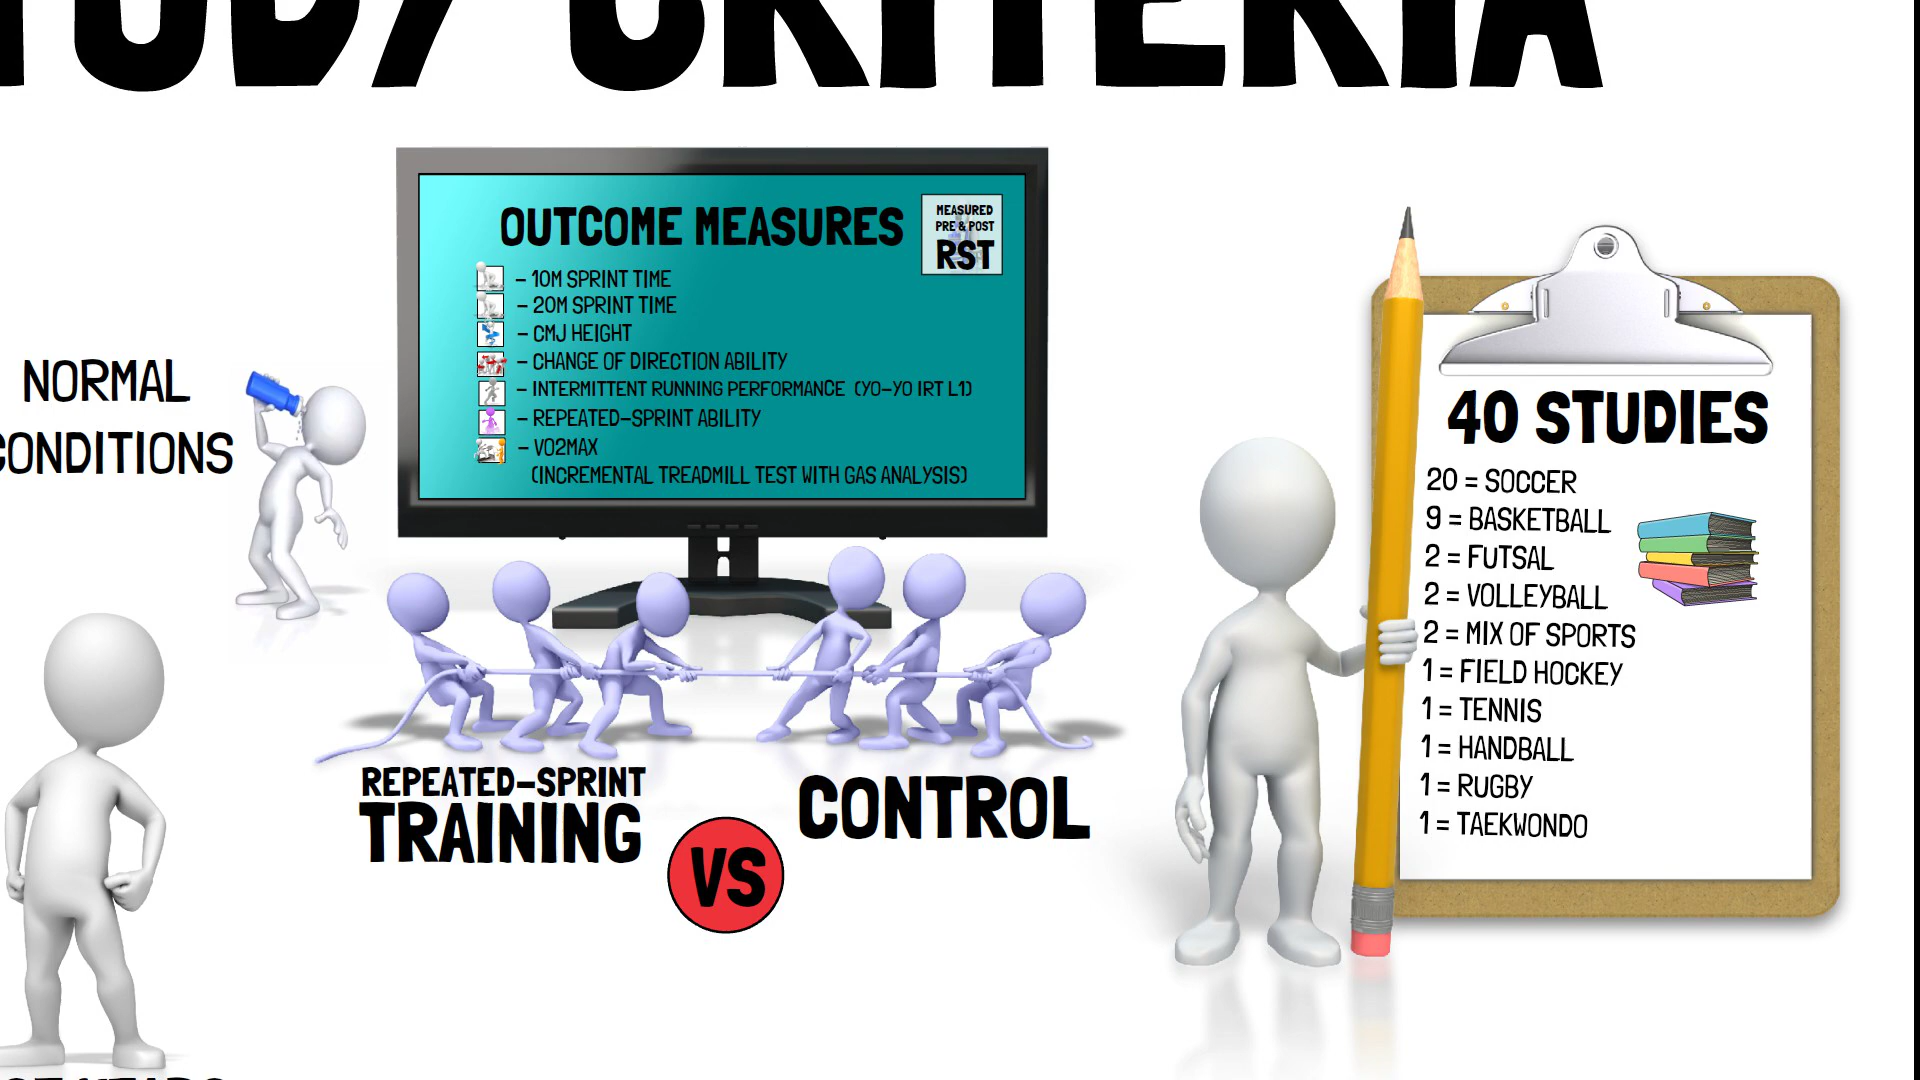 STUDY CRITERIA
OUTCOME MEASURES
MEASURED
PRE & POST
RST
– 10M SPRINT TIME
– 20M SPRINT TIME
– CMJ HEIGHT
– CHANGE OF DIRECTION ABILITY
– INTERMITTENT RUNNING PERFORMANCE (YO-YO IRT L1)
– REPEATED-SPRINT ABILITY
– VO2MAX
(INCREMENTAL TREADMILL TEST WITH GAS ANALYSIS)
NORMAL
CONDITIONS
REPEATED-SPRINT
TRAINING
VS
CONTROL
40 STUDIES
20 = SOCCER
9 = BASKETBALL
2 = FUTSAL
2 = VOLLEYBALL
2 = MIX OF SPORTS
1 = FIELD HOCKEY
1 = TENNIS
1 = HANDBALL
1 = RUGBY
1 = TAEKWONDO